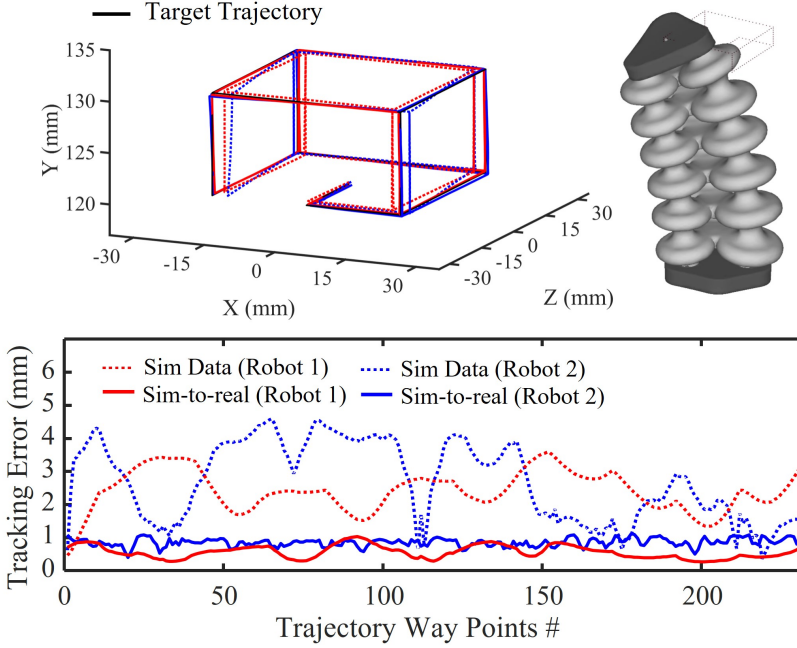 Target Trajectory
135
130
125
120
Y (mm)
-30
-15
0
15
30
X (mm)
-30
-15
0
15
30
Z (mm)
7
6
5
4
3
2
1
0
Tracking Error (mm)
Sim Data (Robot 1)
Sim Data (Robot 2)
Sim-to-real (Robot 1)
Sim-to-real (Robot 2)
0
50
100
150
200
Trajectory Way Points #